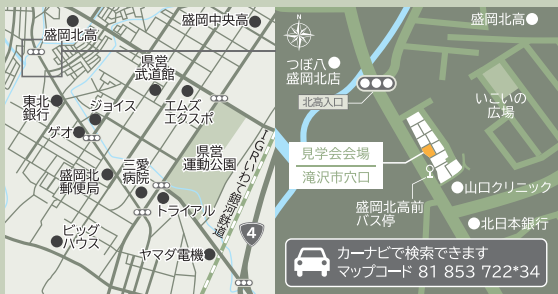 盛岡北高
盛岡中央高
県営
武道館
東北
銀行
ジョイス
エムズ
エクスポ
ゲオ
県営
運動公園
三愛
病院
盛岡北
郵便局
トライアル
IGRいわて銀河鉄道
ビッグ
ハウス
ヤマダ電機
4
N
盛岡北高
つぼ八
盛岡北店
北高入口
いこいの
広場
見学会会場
滝沢市穴口
山口クリニック
盛岡北高前
バス停
北日本銀行
カーナビで検索できます
マップコード 81 853 722*34